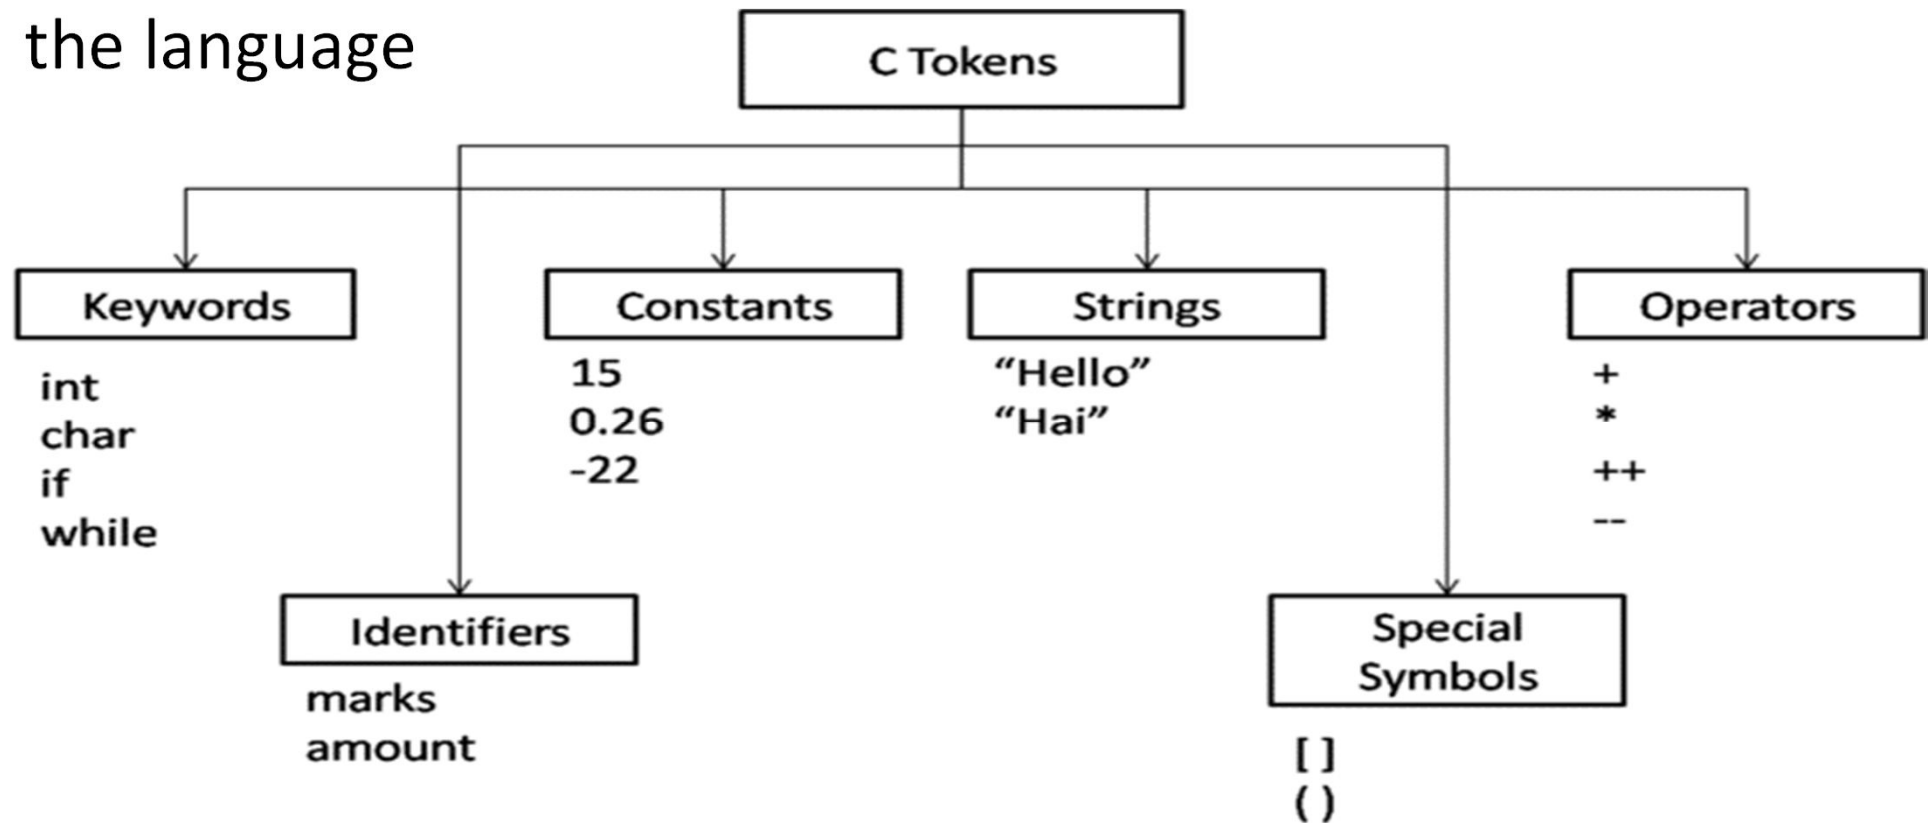 the language
C Tokens
Keywords
int
char
if
while
Identifiers
marks
amount
Constants
15
0.26
-22
Strings
“Hello”
“Hai”
Special
Symbols
[ ]
( )
Operators
+
*
++
--